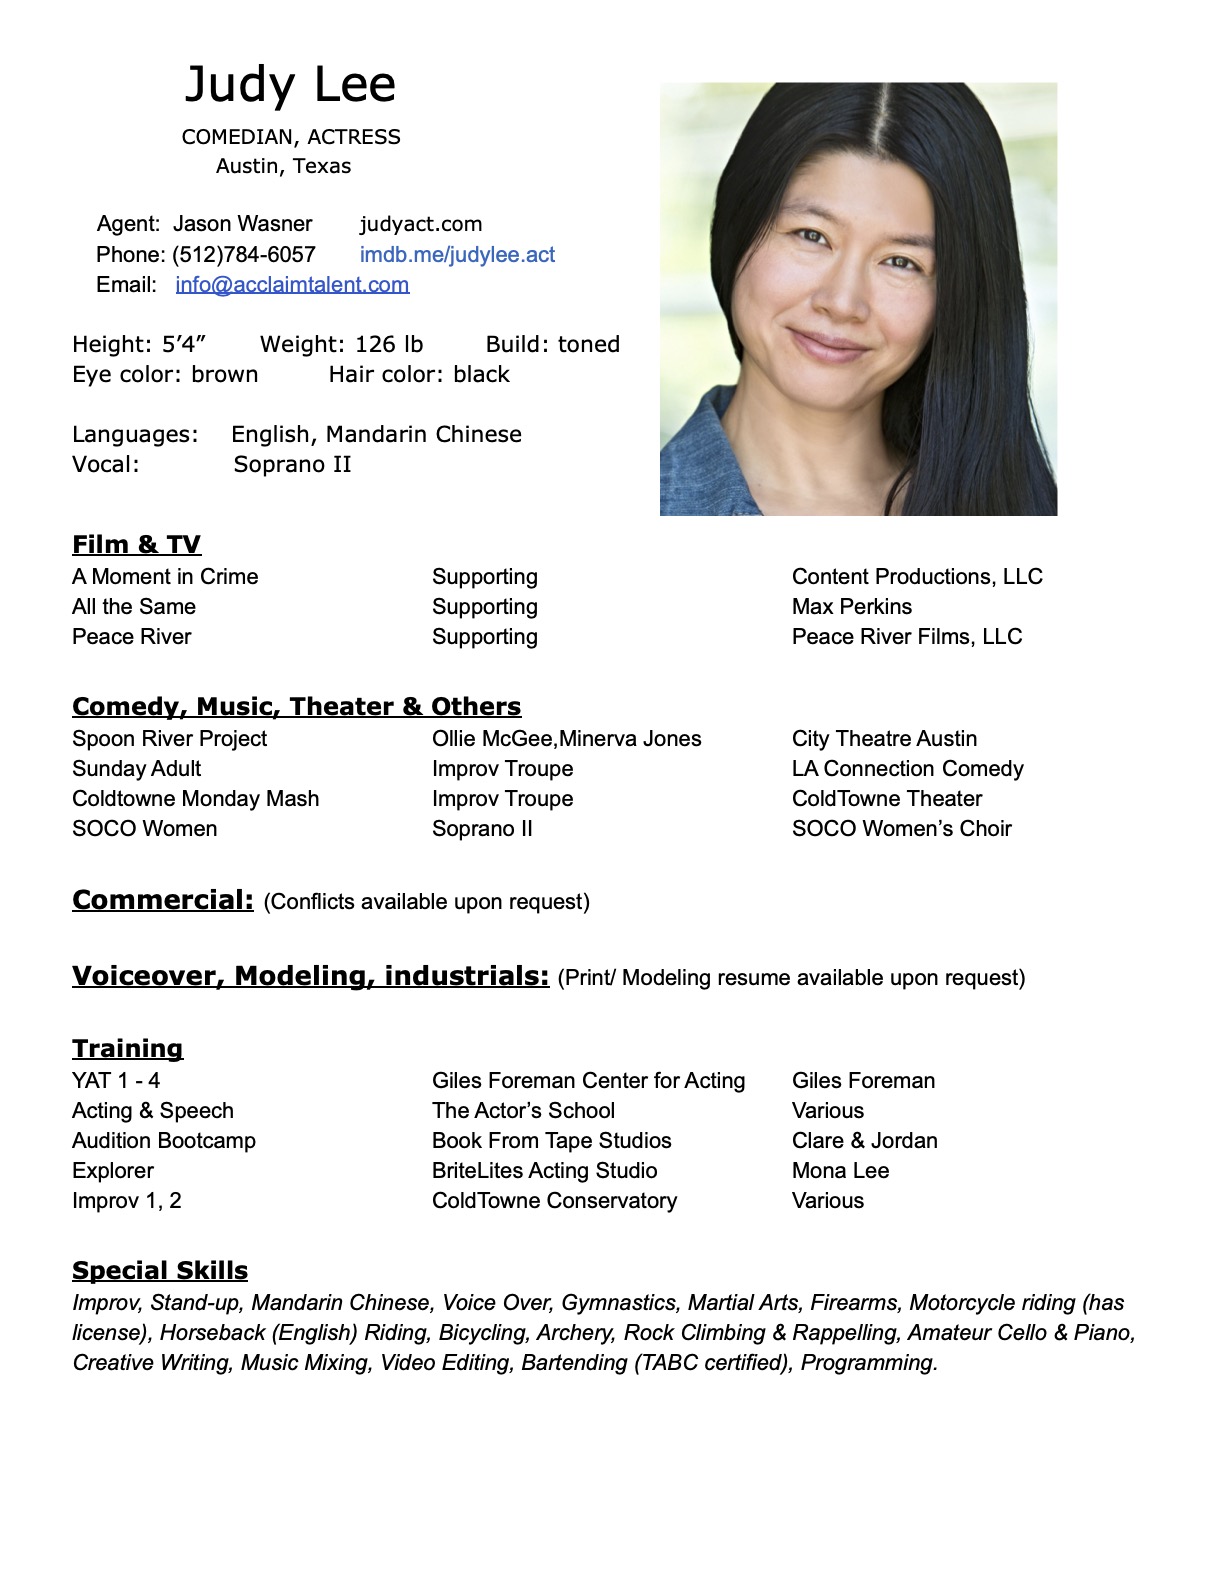 Judy Lee
COMEDIAN, ACTRESS
Austin, Texas
Agent: Jason Wasner judyact.com
Phone: (512)784-6057 imdb.me/judylee.act
Email: info@acclaimtalent.com
Height: 5’4” Weight: 126 lb Build: toned
Eye color: brown Hair color: black
Languages: English, Mandarin Chinese
Vocal: Soprano II
Film & TV
A Moment in Crime Supporting Content Productions, LLC
All the Same Supporting Max Perkins
Peace River Supporting Peace River Films, LLC
Comedy, Music, Theater & Others
Spoon River Project Ollie McGee,Minerva Jones City Theatre Austin
Sunday Adult Improv Troupe LA Connection Comedy
Coldtowne Monday Mash Improv Troupe ColdTowne Theater
SOCO Women Soprano II SOCO Women’s Choir
Commercial: (Conflicts available upon request)
Voiceover, Modeling, industrials: (Print/ Modeling resume available upon request)
Training
YAT 1 - 4 Giles Foreman Center for Acting Giles Foreman
Acting & Speech The Actor’s School Various
Audition Bootcamp Book From Tape Studios Clare & Jordan
Explorer BriteLites Acting Studio Mona Lee
Improv 1, 2 ColdTowne Conservatory Various
Special Skills
Improv, Stand-up, Mandarin Chinese, Voice Over, Gymnastics, Martial Arts, Firearms, Motorcycle riding (has
license), Horseback (English) Riding, Bicycling, Archery, Rock Climbing & Rappelling, Amateur Cello & Piano,
Creative Writing, Music Mixing, Video Editing, Bartending (TABC certified), Programming.